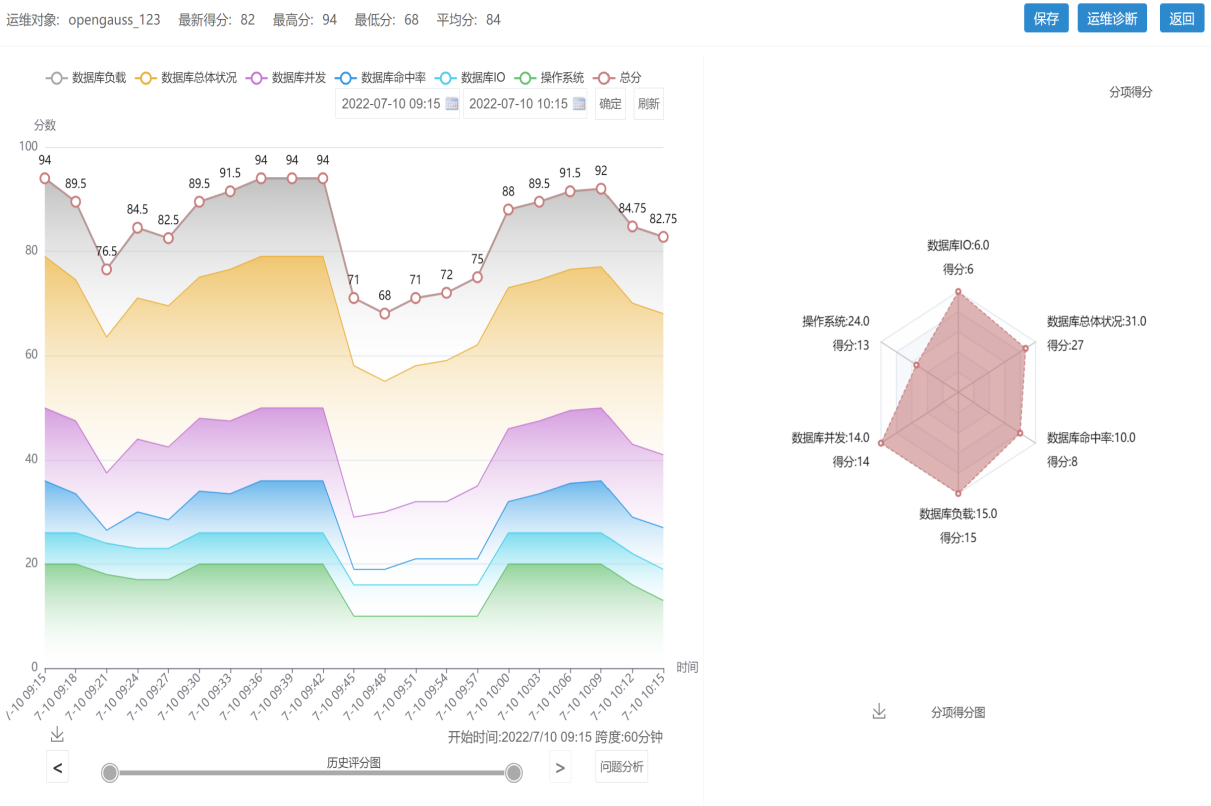 运维对象: opengauss_123 最新得分: 82 最高分: 94 最低分: 68 平均分: 84
保存 运维诊断 返回
数据库负载 数据库总体状况 数据库并发 数据库命中率 数据库IO 操作系统 总分
2022-07-10 09:15 2022-07-10 10:15 确定 刷新
分数
100
80
60
40
20
0
94 89.5 76.5 84.5 82.5 89.5 91.5 94 94 94 71 68 71 72 75 88 89.5 91.5 92 84.75 82.75
7-10 09:15 7-10 09:18 7-10 09:21 7-10 09:24 7-10 09:27 7-10 09:30 7-10 09:33 7-10 09:36 7-10 09:39 7-10 09:42 7-10 09:45 7-10 09:48 7-10 09:51 7-10 09:54 7-10 09:57 7-10 10:00 7-10 10:03 7-10 10:06 7-10 10:09 7-10 10:12 7-10 10:15
时间
开始时间:2022/7/10 09:15 跨度:60分钟
< 历史评分图 > 问题分析
分项得分
数据库IO:6.0
得分:6
操作系统:24.0
得分:13
数据库总体状况:31.0
得分:27
数据库并发:14.0
得分:14
数据库命中率:10.0
得分:8
数据库负载:15.0
得分:15
分项得分图